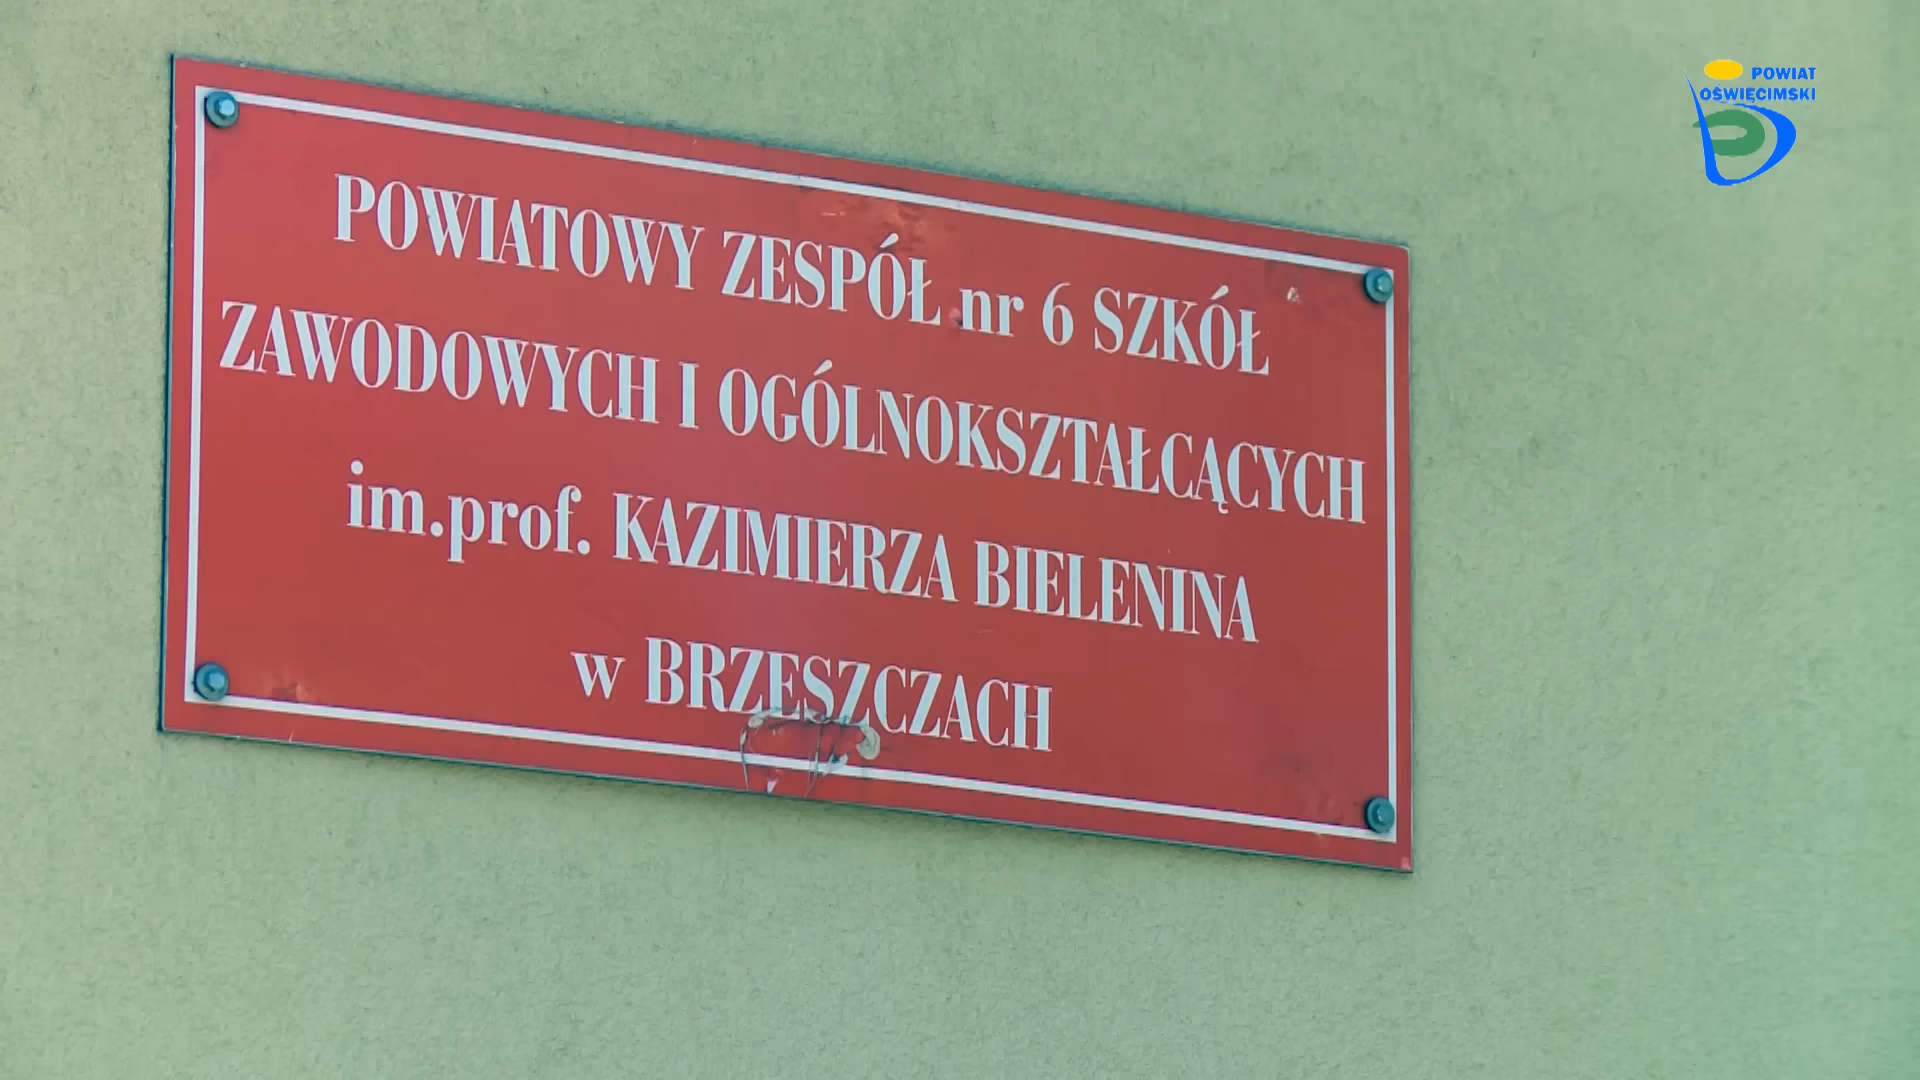 POWIATOWY ZESPÓŁ nr 6 SZKÓŁ
ZAWODOWYCH I OGÓLNOKSZTAŁCĄCYCH
im.prof. KAZIMIERZA BIELENINA
w BRZESZCZACH
POWIAT
OŚWIĘCIMSKI